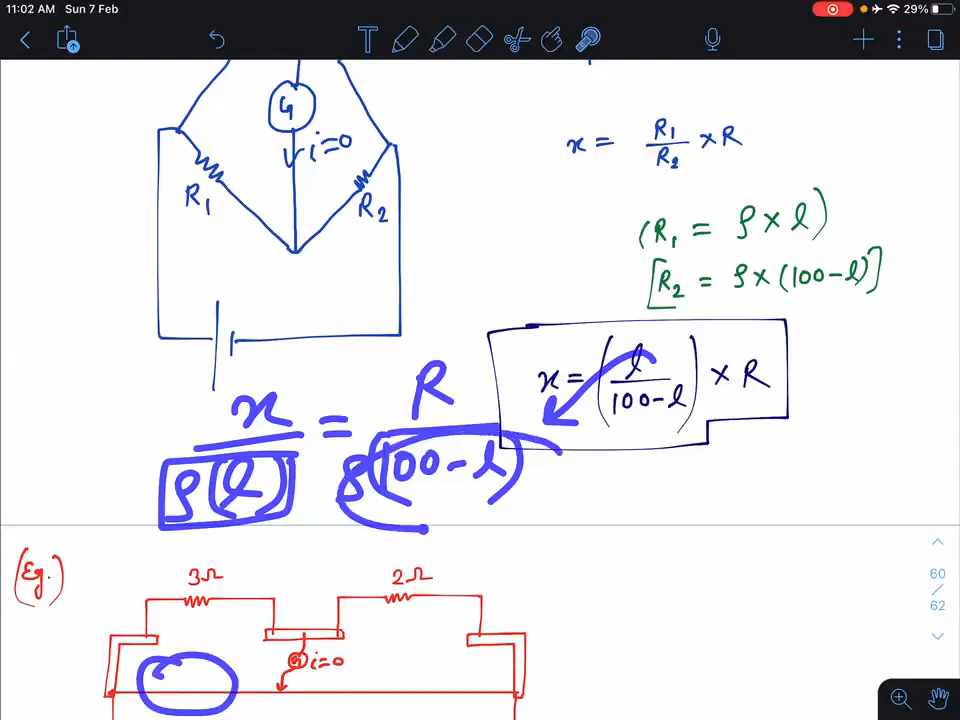 11:02 AM Sun 7 Feb
29%
T
G
i=0
R1
R2
x = R1/R2 × R
(R1 = ρ × l)
[R2 = ρ × (100-l)]
x = (l/100-l) × R
x/ρ(l) = R/ρ(100-l)
(Eg.)
3Ω
2Ω
G i=0
60
/
62